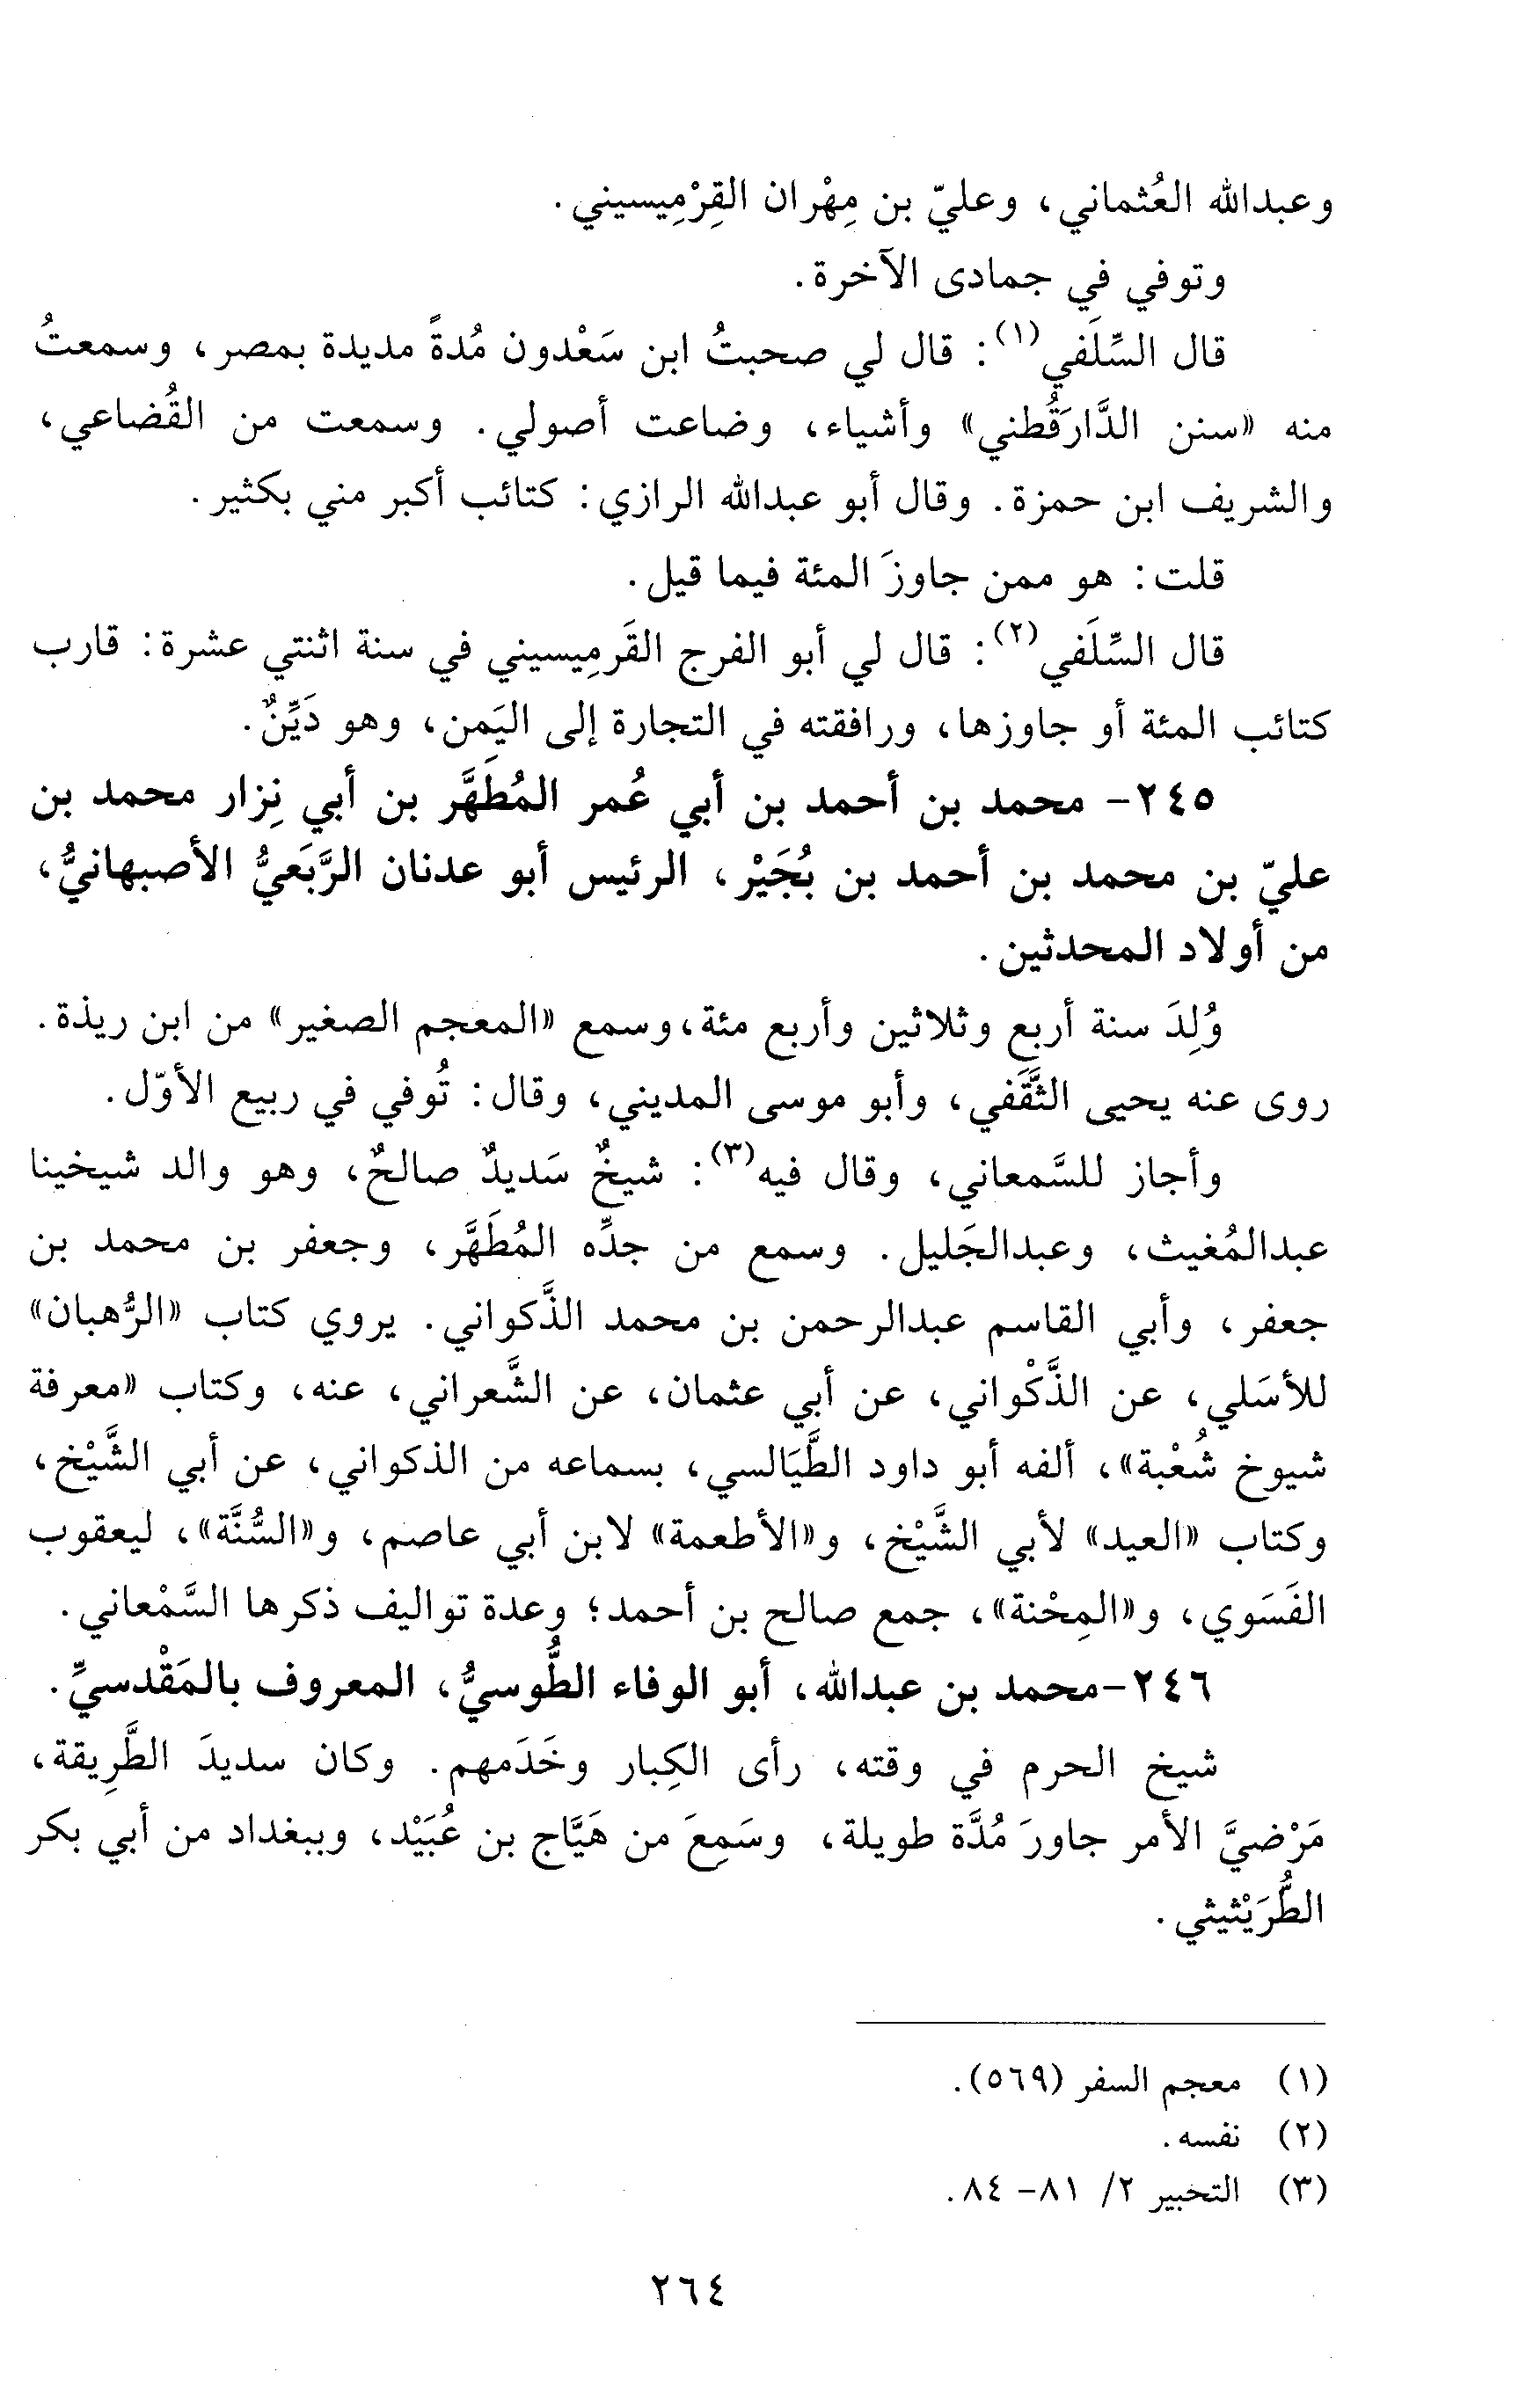 وعبدالله العُثماني، وعليّ بن مِهْران القِرْمِيسيني.
وتوفي في جمادى الآخرة.
قال السِّلَفي(١): قال لي صحبتُ ابن سَعْدون مُدةً مديدة بمصر، وسمعتُ
منه «سنن الدَّارَقُطني» وأشياء، وضاعت أصولي. وسمعت من القُضاعي،
والشريف ابن حمزة. وقال أبو عبدالله الرازي: كتائب أكبر مني بكثير.
قلت: هو ممن جاوزَ المئة فيما قيل.
قال السِّلَفي(٢): قال لي أبو الفرج القَرمِيسيني في سنة اثنتي عشرة: قارب
كتائب المئة أو جاوزها، ورافقته في التجارة إلى اليَمن، وهو دَيِّنٌ.
٢٤٥- محمد بن أحمد بن أبي عُمر المُطَهَّر بن أبي نِزار محمد بن
عليّ بن محمد بن أحمد بن بُجَيْر، الرئيس أبو عدنان الرَّبَعيُّ الأصبهانيُّ،
من أولاد المحدثين.
وُلِدَ سنة أربع وثلاثين وأربع مئة، وسمع «المعجم الصغير» من ابن ريذة.
روى عنه يحيى الثَّقَفي، وأبو موسى المديني، وقال: تُوفي في ربيع الأوّل.
وأجاز للسَّمعاني، وقال فيه(٣): شيخٌ سَديدٌ صالحٌ، وهو والد شيخينا
عبدالمُغيث، وعبدالجَليل. وسمع من جدِّه المُطَهَّر، وجعفر بن محمد بن
جعفر، وأبي القاسم عبدالرحمن بن محمد الذَّكواني. يروي كتاب «الرُّهبان»
للأسَلي، عن الذَّكْواني، عن أبي عثمان، عن الشَّعراني، عنه، وكتاب «معرفة
شيوخ شُعْبة»، ألفه أبو داود الطَّيَالسي، بسماعه من الذكواني، عن أبي الشَّيْخ،
وكتاب «العيد» لأبي الشَّيْخ، و«الأطعمة» لابن أبي عاصم، و«السُّنَّة»، ليعقوب
الفَسَوي، و«المِحْنة»، جمع صالح بن أحمد؛ وعدة تواليف ذكرها السَّمْعاني.
٢٤٦-محمد بن عبدالله، أبو الوفاء الطُّوسيُّ، المعروف بالمَقْدسيِّ.
شيخ الحرم في وقته، رأى الكِبار وخَدَمهم. وكان سديدَ الطَّرِيقة،
مَرْضيَّ الأمر جاورَ مُدَّة طويلة، وسَمِعَ من هَيَّاج بن عُبَيْد، وببغداد من أبي بكر
الطُّرَيْثيثي.
(١) معجم السفر (٥٦٩).
(٢) نفسه.
(٣) التحبير ٢/ ٨١- ٨٤.
٢٦٤